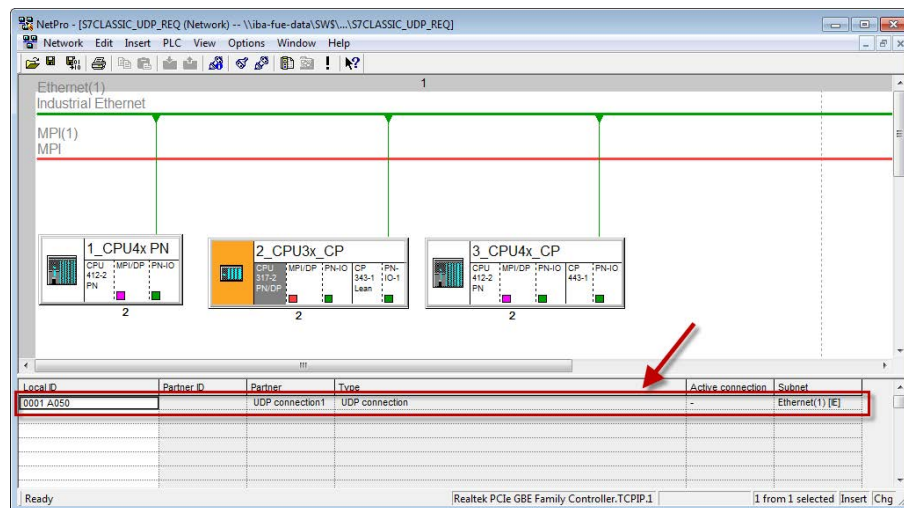 NetPro - [S7CLASSIC_UDP_REQ (Network) -- \\iba-fue-data\SW$\...\S7CLASSIC_UDP_REQ]
Network Edit Insert PLC View Options Window Help
1
Ethernet(1)
Industrial Ethernet
MPI(1)
MPI
1_CPU4x PN
CPU 412-2 PN
MPI/DP
PN-IO
2
2_CPU3x_CP
CPU 317-2 PN/DP
MPI/DP
PN-IO
CP 343-1 Lean
PN-IO-1
2
3_CPU4x_CP
CPU 412-2 PN
MPI/DP
PN-IO
CP 443-1
PN-IO
2
Local ID Partner ID Partner Type Active connection Subnet
0001 A050 UDP connection1 UDP connection - Ethernet(1) [IE]
Ready Realtek PCIe GBE Family Controller.TCPIP.1 1 from 1 selected Insert Chg